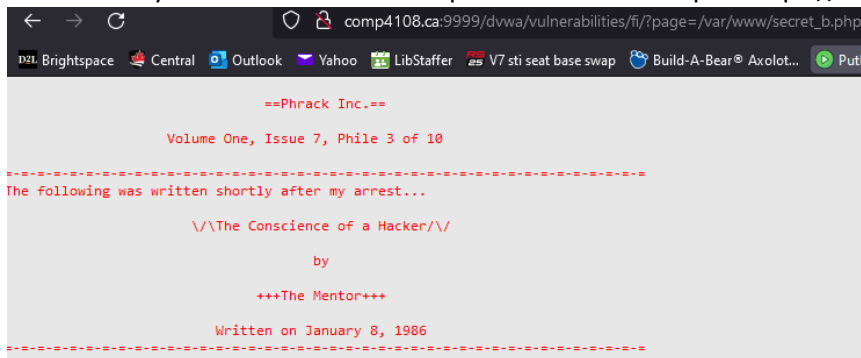 comp4108.ca:9999/dvwa/vulnerabilities/fi/?page=/var/www/secret_b.php
D2L Brightspace Central Outlook Yahoo LibStaffer V7 sti seat base swap Build-A-Bear® Axolot...
==Phrack Inc.==
Volume One, Issue 7, Phile 3 of 10
=-=-=-=-=-=-=-=-=-=-=-=-=-=-=-=-=-=-=-=-=-=-=-=-=-=-=-=-=-=-=-=-=-=-=-=-=-=-=-=
The following was written shortly after my arrest...
\/\The Conscience of a Hacker/\/
by
+++The Mentor+++
Written on January 8, 1986
=-=-=-=-=-=-=-=-=-=-=-=-=-=-=-=-=-=-=-=-=-=-=-=-=-=-=-=-=-=-=-=-=-=-=-=-=-=-=-=